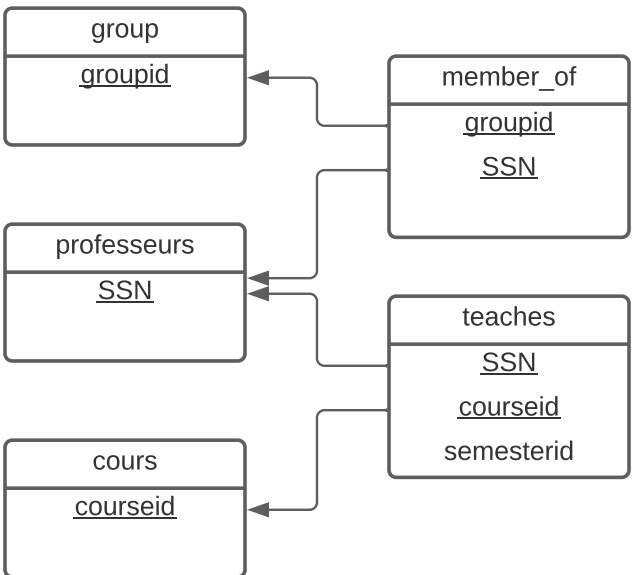 group
groupid
professeurs
SSN
cours
courseid
member_of
groupid
SSN
teaches
SSN
courseid
semesterid